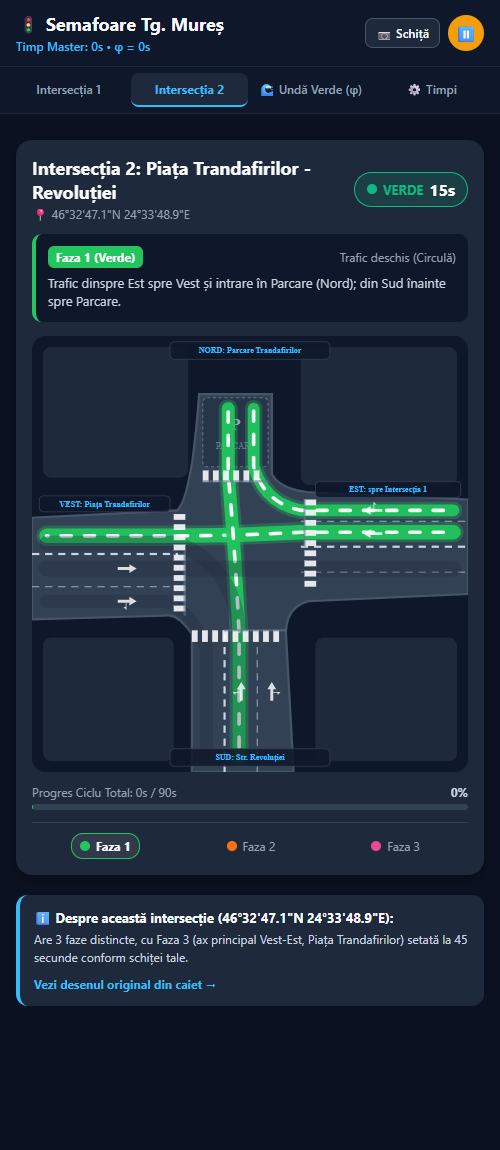 Semafoare Tg. Mureș
Timp Master: 0s • φ = 0s
Schiță
Intersecția 1
Intersecția 2
Undă Verde (φ)
Timpi
Intersecția 2: Piața Trandafirilor -
Revoluției
46°32'47.1"N 24°33'48.9"E
VERDE 15s
Faza 1 (Verde)
Trafic deschis (Circulă)
Trafic dinspre Est spre Vest și intrare în Parcare (Nord); din Sud înainte
spre Parcare.
NORD: Parcare Trandafirilor
EST: spre Intersecția 1
VEST: Piața Trandafirilor
SUD: Str. Revoluției
Progres Ciclu Total: 0s / 90s
0%
Faza 1
Faza 2
Faza 3
Despre această intersecție (46°32'47.1"N 24°33'48.9"E):
Are 3 faze distincte, cu Faza 3 (ax principal Vest-Est, Piața Trandafirilor) setată la 45
secunde conform schiței tale.
Vezi desenul original din caiet →